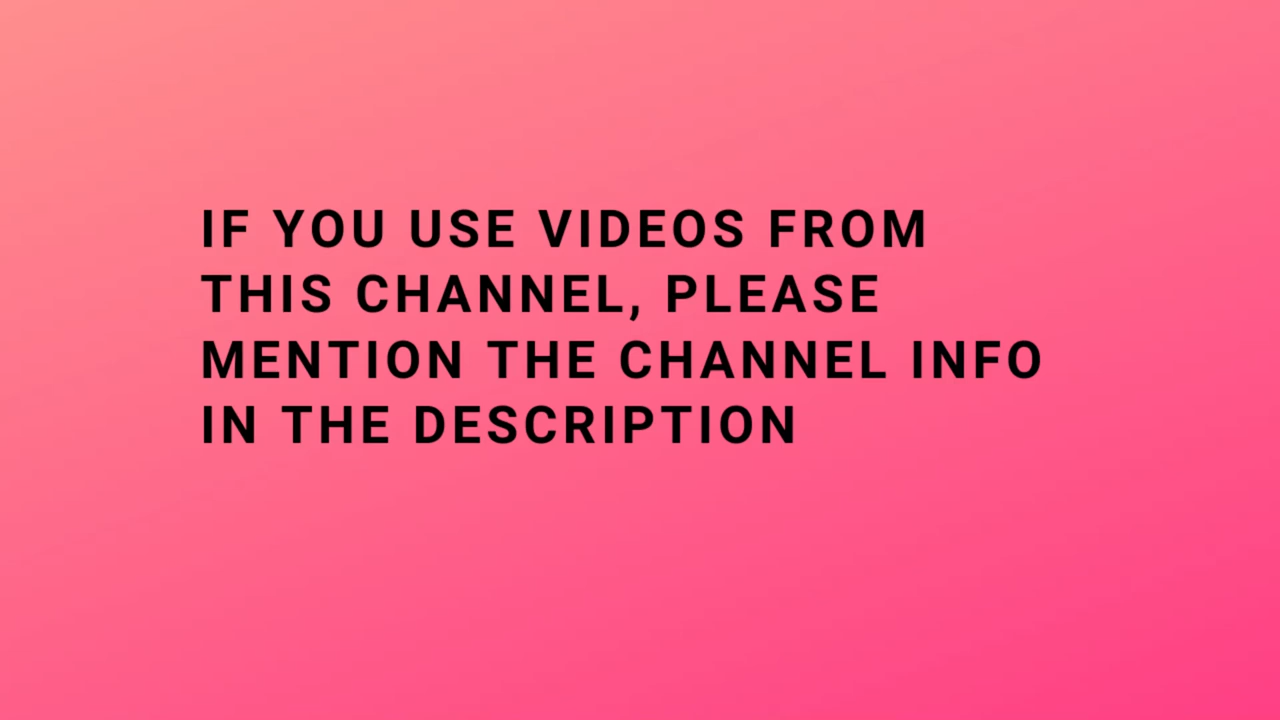 IF YOU USE VIDEOS FROM
THIS CHANNEL, PLEASE
MENTION THE CHANNEL INFO
IN THE DESCRIPTION